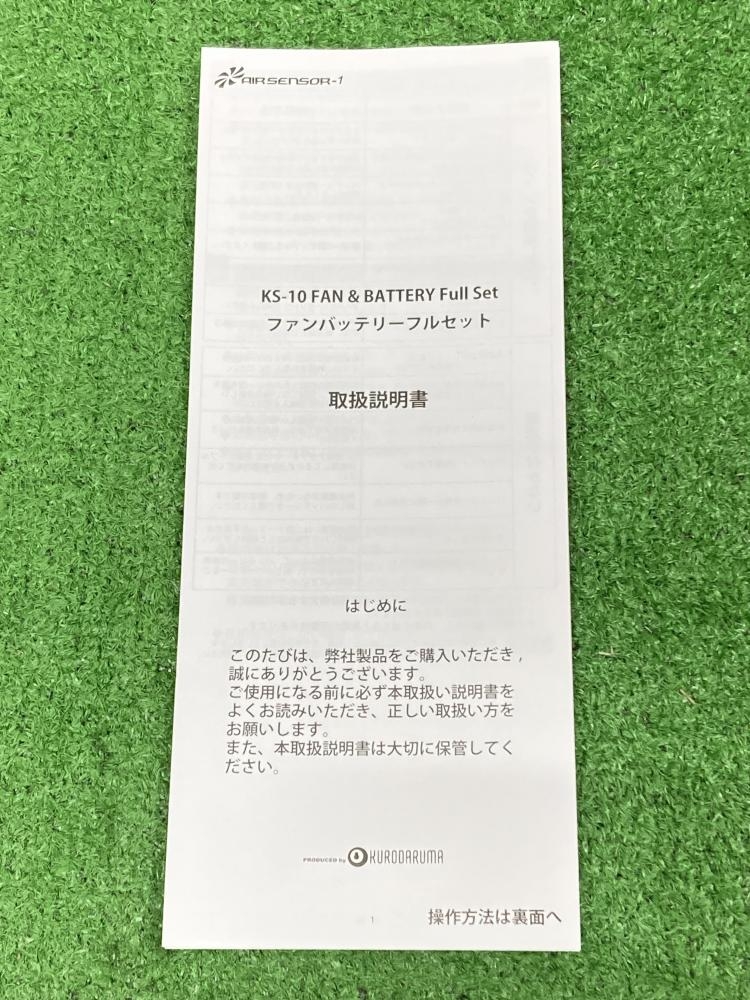 AIRSENSOR-1
KS-10 FAN & BATTERY Full Set
ファンバッテリーフルセット
取扱説明書
はじめに
このたびは、弊社製品をご購入いただき,
誠にありがとうございます。
ご使用になる前に必ず本取扱い説明書を
よくお読みいただき、正しい取扱い方を
お願いします。
また、本取扱説明書は大切に保管してく
ださい。
PRODUCED by KURODARUMA
1
操作方法は裏面へ